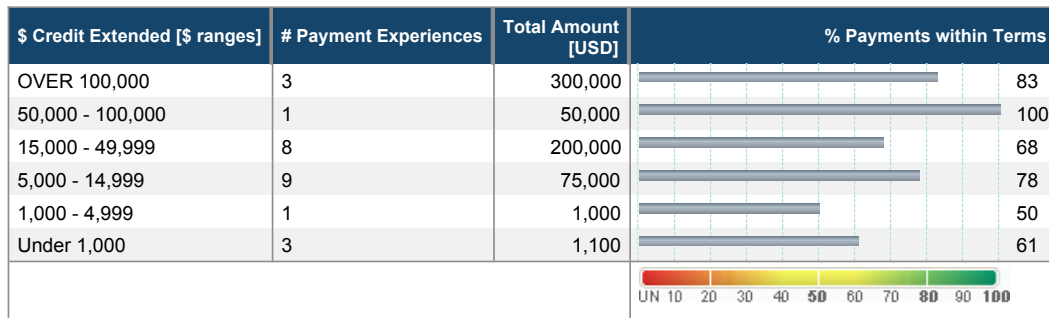 $ Credit Extended [$ ranges] # Payment Experiences Total Amount [USD] % Payments within Terms
OVER 100,000 3 300,000 83
50,000 - 100,000 1 50,000 100
15,000 - 49,999 8 200,000 68
5,000 - 14,999 9 75,000 78
1,000 - 4,999 1 1,000 50
Under 1,000 3 1,100 61
UN 10 20 30 40 50 60 70 80 90 100